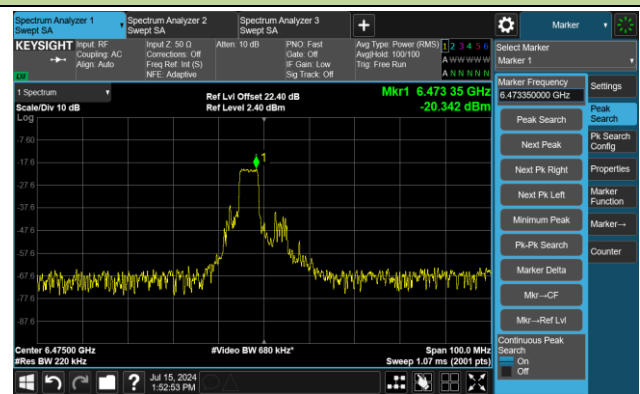 Spectrum Analyzer 1
Swept SA
Spectrum Analyzer 2
Swept SA
Spectrum Analyzer 3
Swept SA
Marker
KEYSIGHT
Input: RF
Coupling: AC
Align: Auto
Input Z: 50 Ω
Corrections: Off
Freq Ref: Int (S)
NFE: Adaptive
Atten: 10 dB
PNO: Fast
Gate: Off
IF Gain: Low
Sig Track: Off
Avg Type: Power (RMS)
Avg|Hold: 100/100
Trig: Free Run
1 2 3 4 5 6
A W W W W W
A N N N N N
LXI
Select Marker
Marker 1
1 Spectrum
Scale/Div 10 dB
Log
Ref Lvl Offset 22.40 dB
Ref Level 2.40 dBm
Mkr1 6.473 35 GHz
-20.342 dBm
1
-7.60
-17.6
-27.6
-37.6
-47.6
-57.6
-67.6
-77.6
-87.6
Center 6.47500 GHz
#Res BW 220 kHz
#Video BW 680 kHz*
Span 100.0 MHz
Sweep 1.07 ms (2001 pts)
Marker Frequency
6.473350000 GHz
Peak Search
Next Peak
Next Pk Right
Next Pk Left
Minimum Peak
Pk-Pk Search
Marker Delta
Mkr→CF
Mkr→Ref Lvl
Continuous Peak
Search
On
Off
Settings
Peak
Search
Pk Search
Config
Properties
Marker
Function
Marker→
Counter
?
Jul 15, 2024
1:52:53 PM